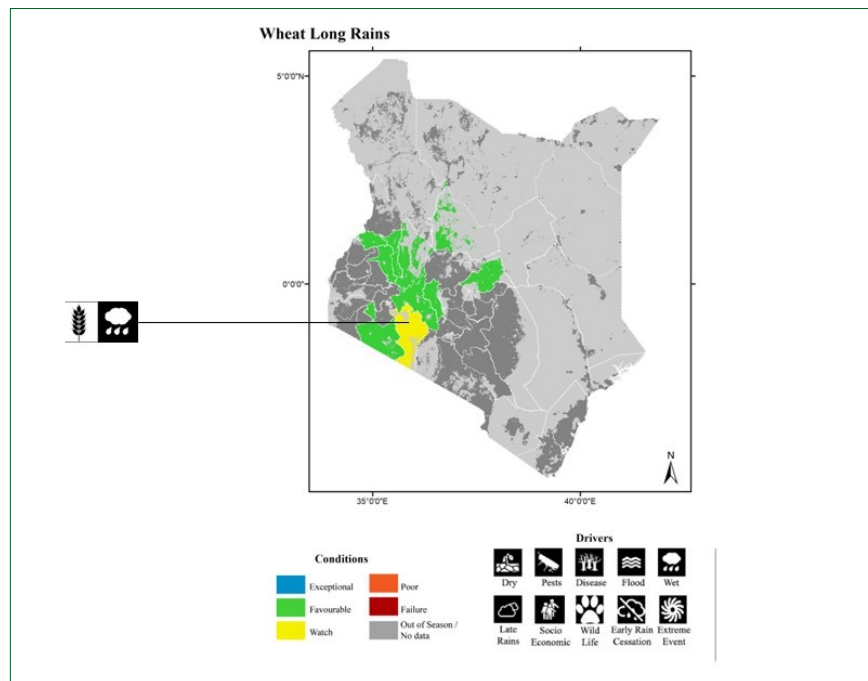 Wheat Long Rains
5°0'0"N
0°0'0"
N
35°0'0"E
40°0'0"E
Conditions
Exceptional
Poor
Favourable
Failure
Watch
Out of Season /
No data
Drivers
Dry
Pests
Disease
Flood
Wet
Late
Rains
Socio
Economic
Wild
Life
Early Rain
Cessation
Extreme
Event